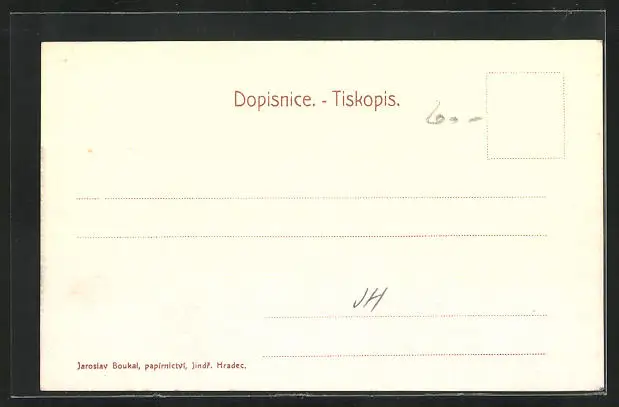 Dopisnice. - Tiskopis.
JH
Jaroslav Boukal, papírnictví, Jindř. Hradec.